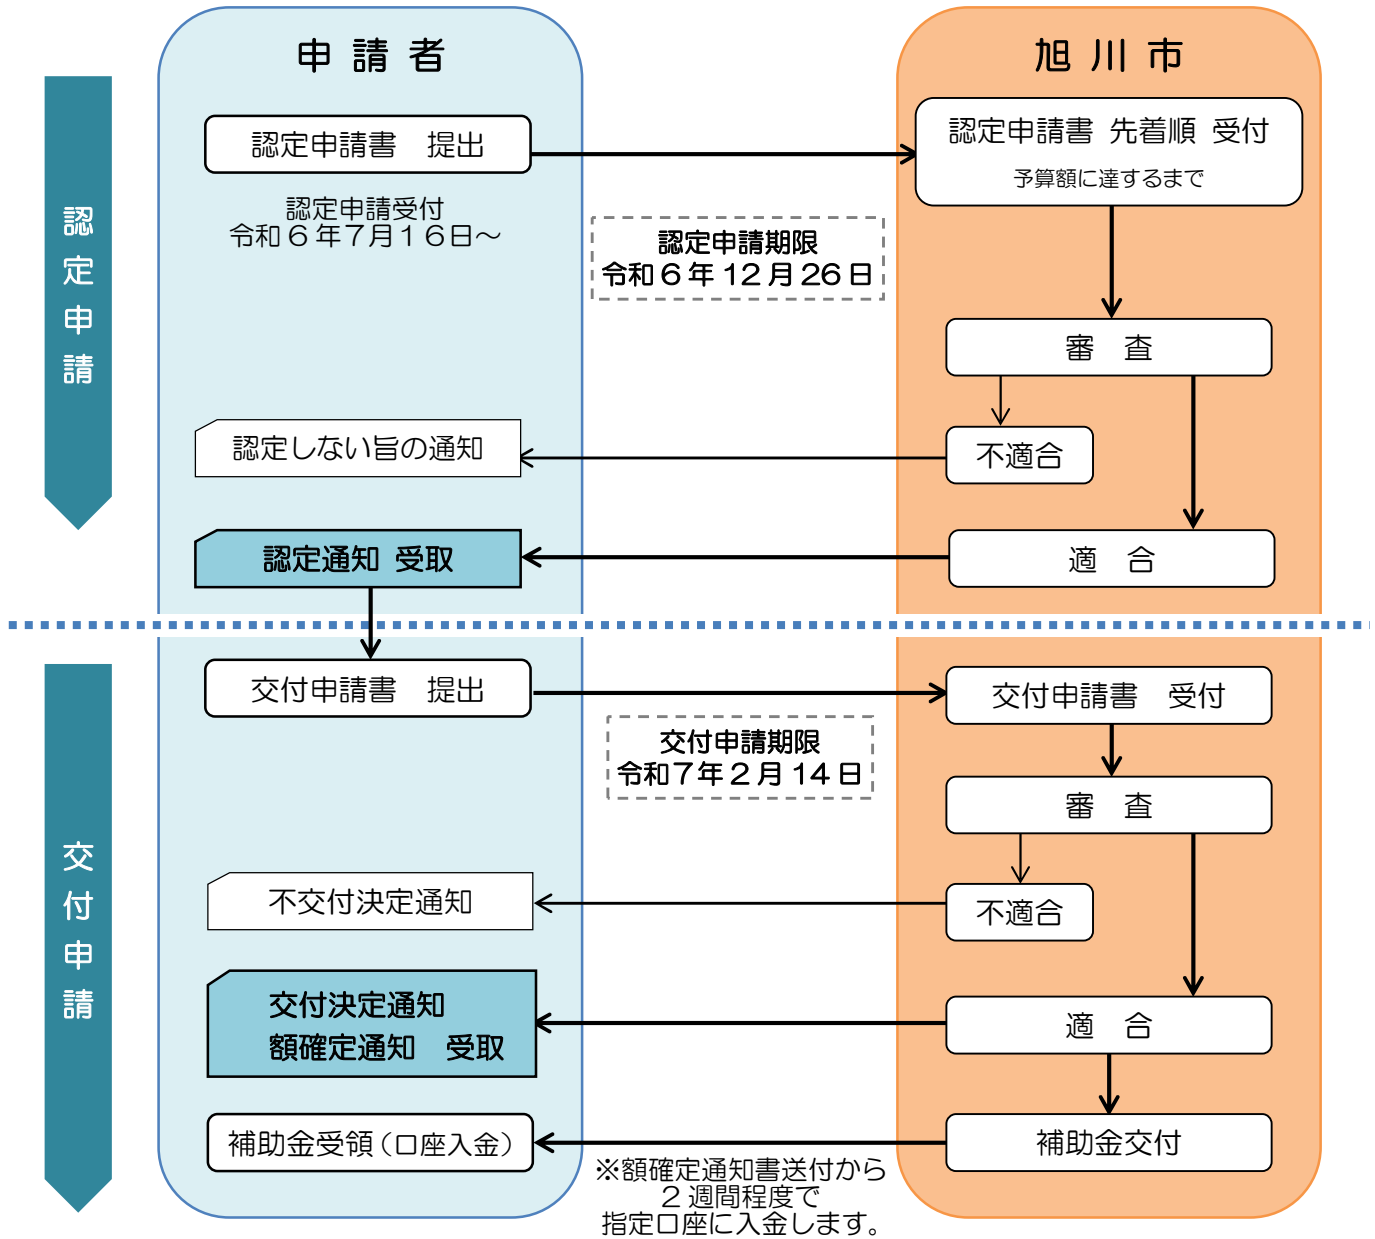 申 請 者
旭 川 市
認定申請
認定申請書　提出
認定申請書 先着順 受付
予算額に達するまで
認定申請受付
令和６年７月１６日～
認定申請期限
令和６年 12 月 26 日
審　査
認定しない旨の通知
不適合
認定通知 受取
適　合
交付申請
交付申請書　提出
交付申請書　受付
交付申請期限
令和７年２月 14 日
審　査
不交付決定通知
不適合
交付決定通知
額確定通知　受取
適　合
補助金受領（口座入金）
補助金交付
※額確定通知書送付から
２週間程度で
指定口座に入金します。